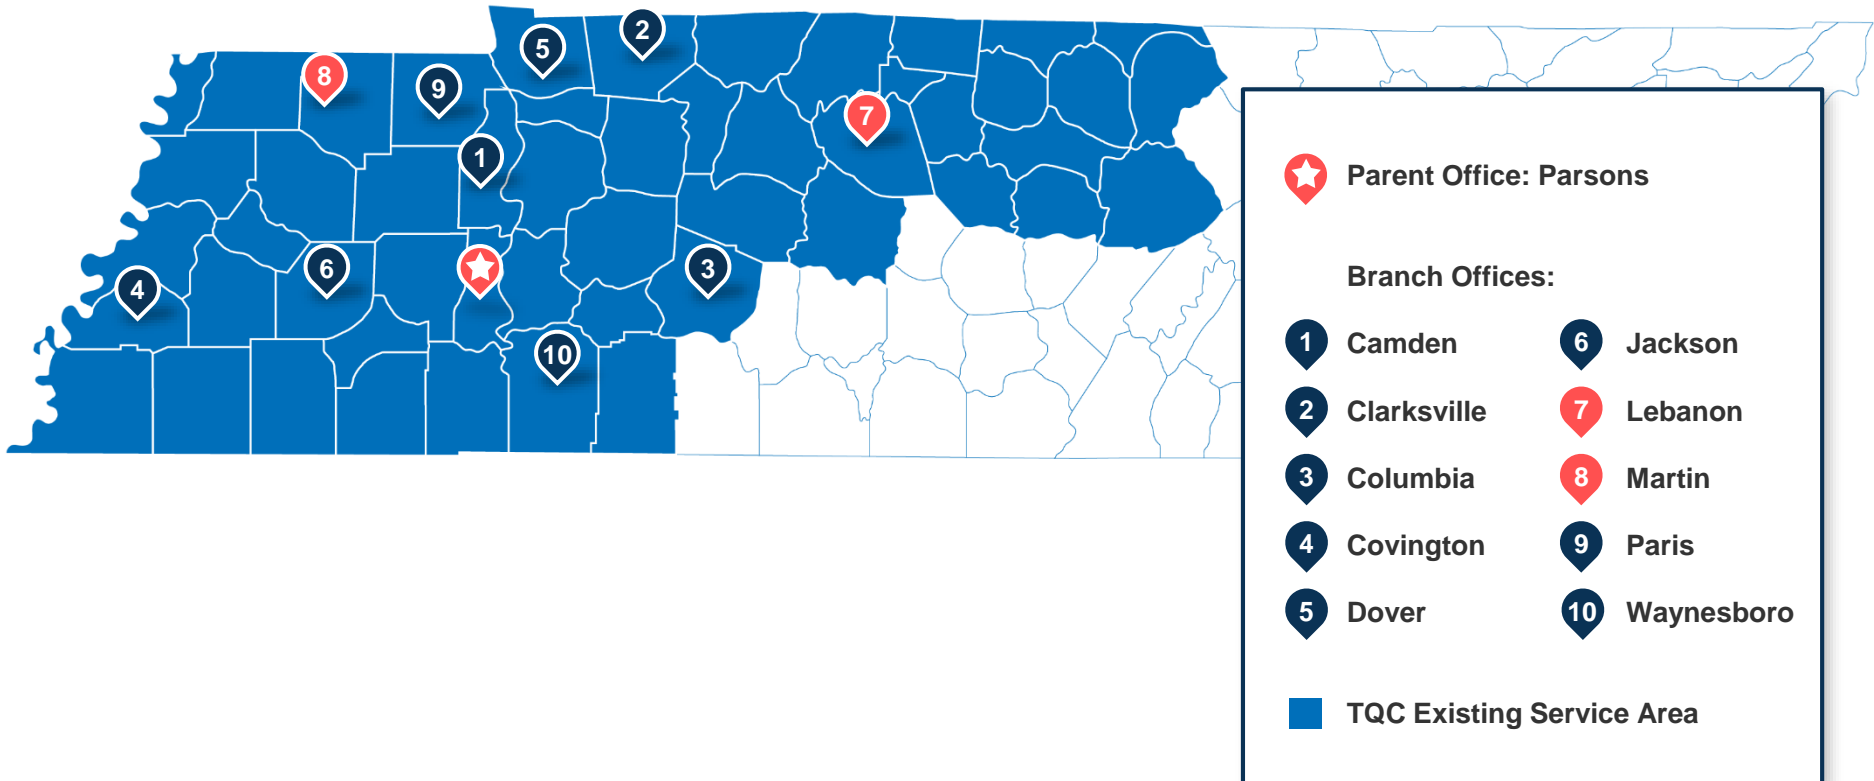 5
2
8
9
7
1
6
3
4
10
Parent Office: Parsons
Branch Offices:
1 Camden
6 Jackson
2 Clarksville
7 Lebanon
3 Columbia
8 Martin
4 Covington
9 Paris
5 Dover
10 Waynesboro
TQC Existing Service Area